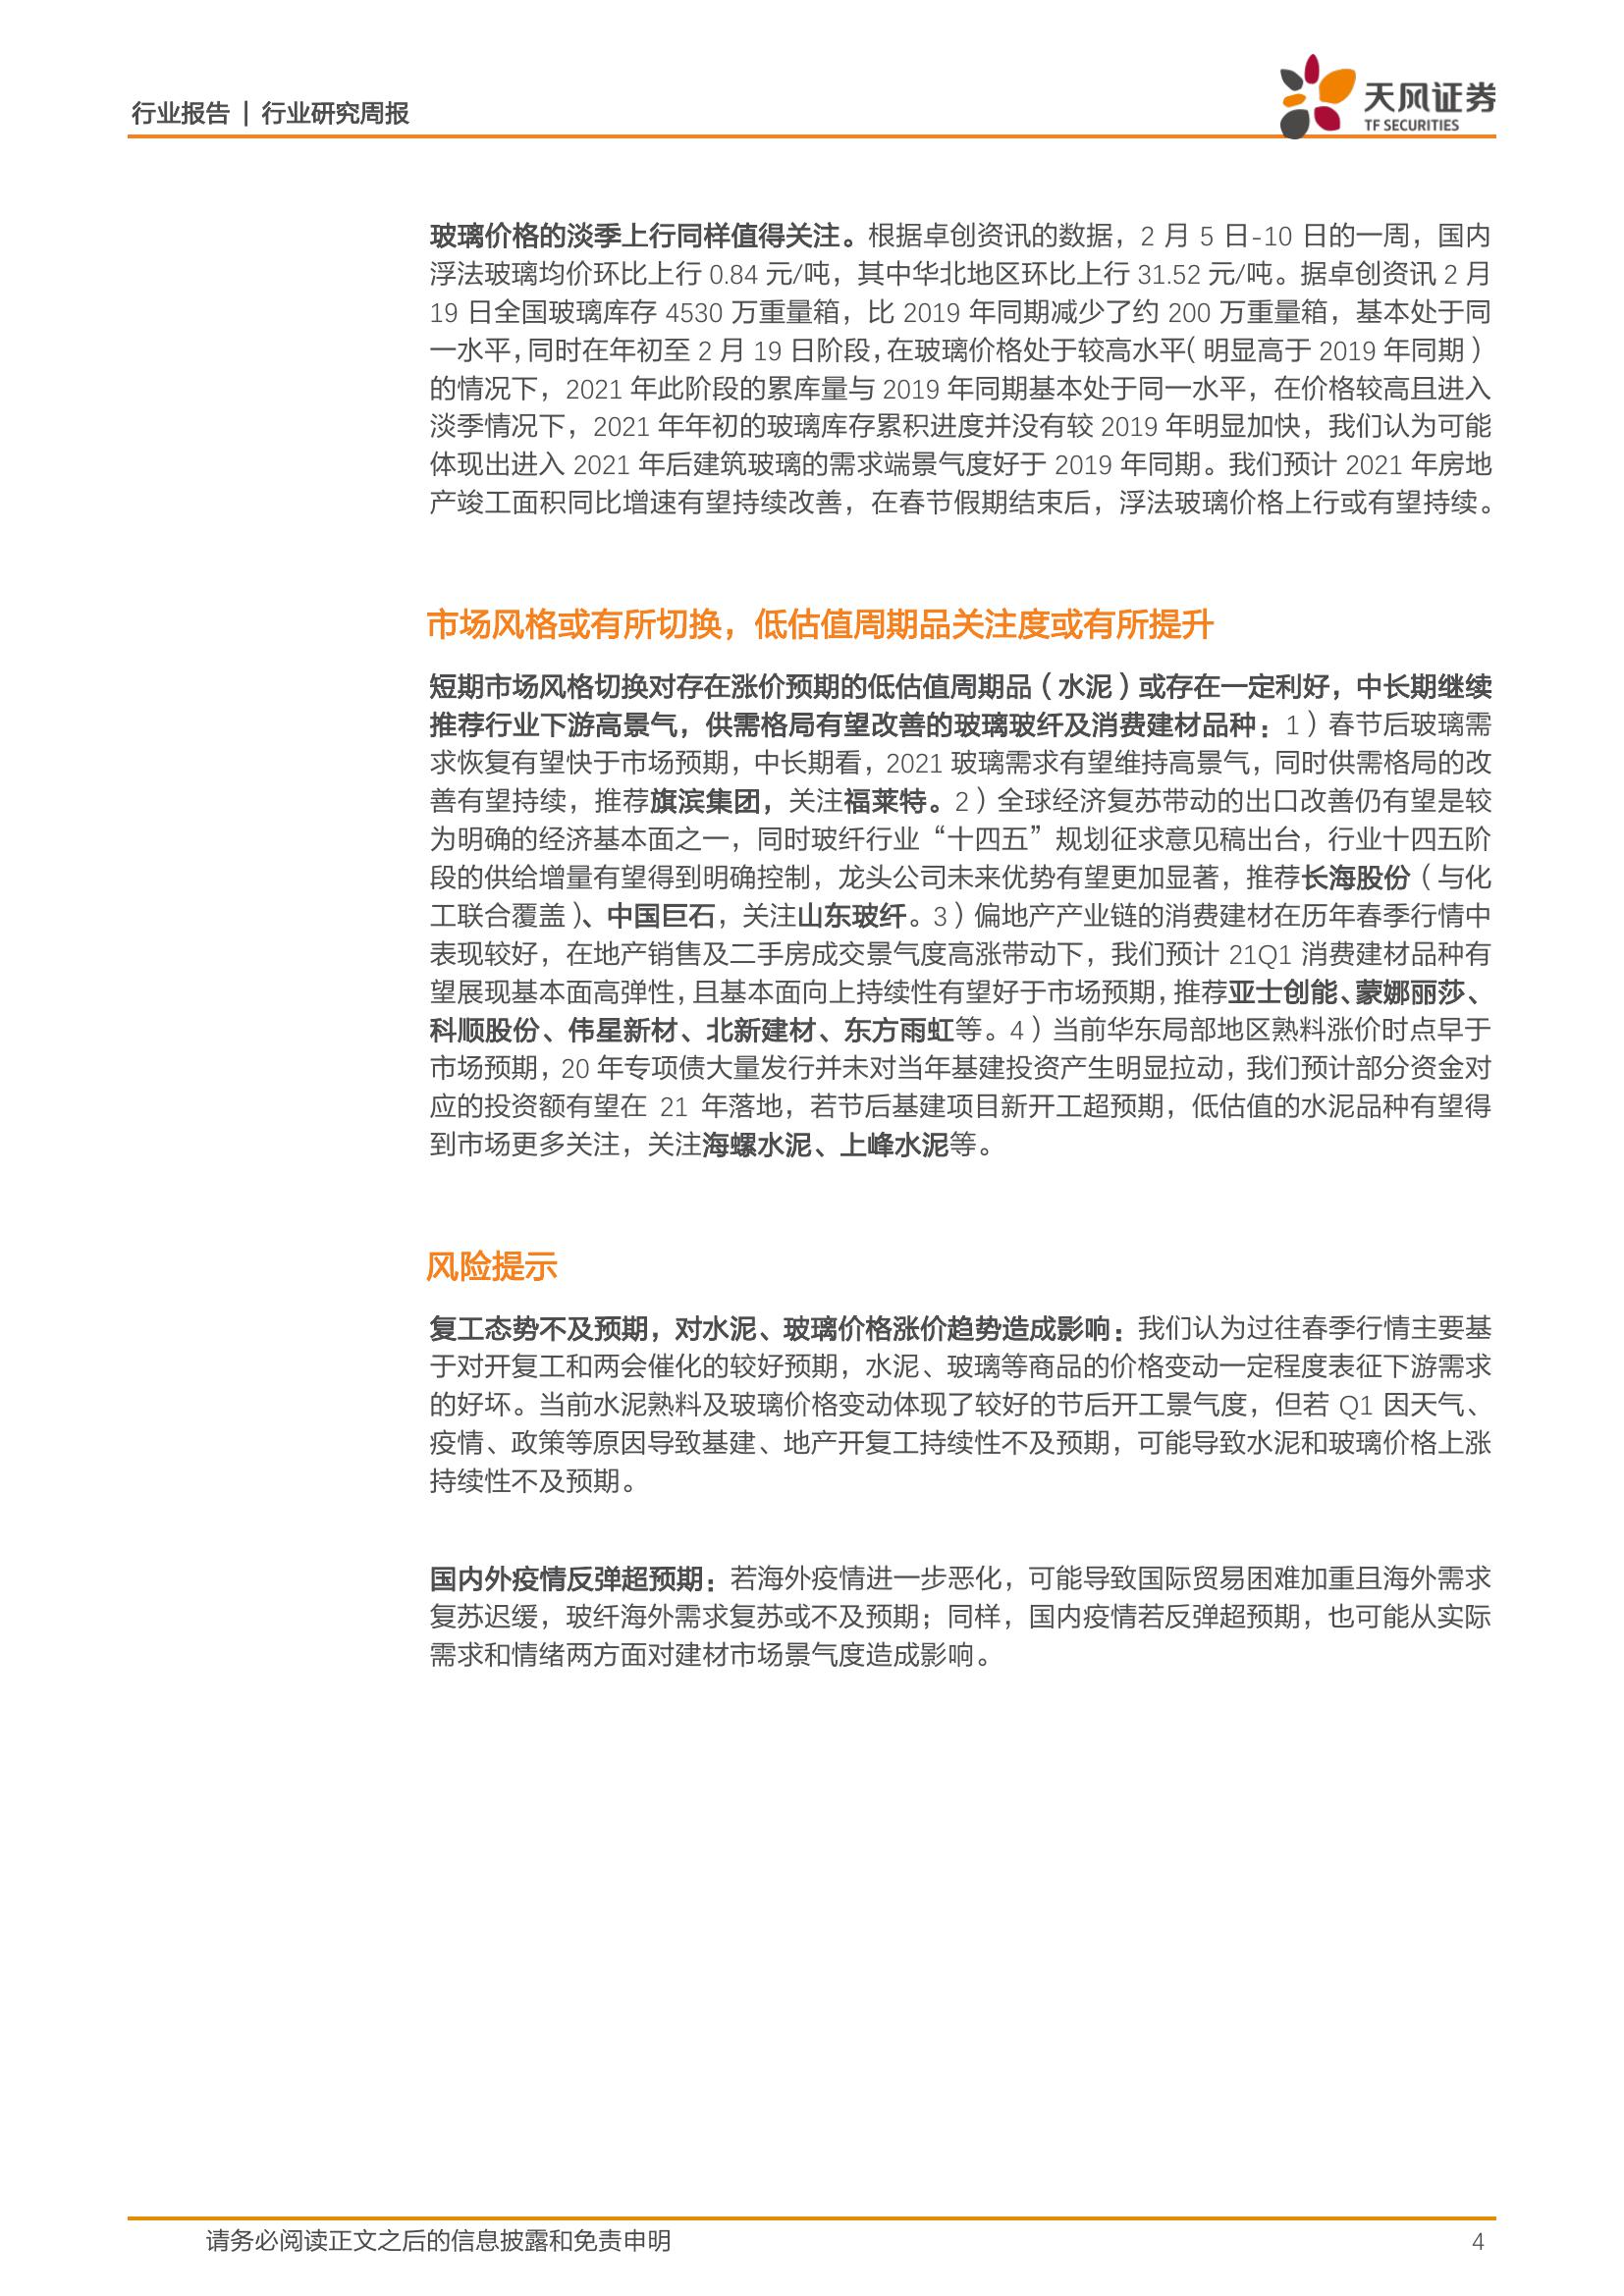 行业报告 | 行业研究周报
天风证券
TF SECURITIES
玻璃价格的淡季上行同样值得关注。根据卓创资讯的数据，2 月 5 日-10 日的一周，国内
浮法玻璃均价环比上行 0.84 元/吨，其中华北地区环比上行 31.52 元/吨。据卓创资讯 2 月
19 日全国玻璃库存 4530 万重量箱，比 2019 年同期减少了约 200 万重量箱，基本处于同
一水平，同时在年初至 2 月 19 日阶段，在玻璃价格处于较高水平（明显高于 2019 年同期）
的情况下，2021 年此阶段的累库量与 2019 年同期基本处于同一水平，在价格较高且进入
淡季情况下，2021 年年初的玻璃库存累积进度并没有较 2019 年明显加快，我们认为可能
体现出进入 2021 年后建筑玻璃的需求端景气度好于 2019 年同期。我们预计 2021 年房地
产竣工面积同比增速有望持续改善，在春节假期结束后，浮法玻璃价格上行或有望持续。
市场风格或有所切换，低估值周期品关注度或有所提升
短期市场风格切换对存在涨价预期的低估值周期品（水泥）或存在一定利好，中长期继续
推荐行业下游高景气，供需格局有望改善的玻璃玻纤及消费建材品种：1）春节后玻璃需
求恢复有望快于市场预期，中长期看，2021 玻璃需求有望维持高景气，同时供需格局的改
善有望持续，推荐旗滨集团，关注福莱特。2）全球经济复苏带动的出口改善仍有望是较
为明确的经济基本面之一，同时玻纤行业“十四五”规划征求意见稿出台，行业十四五阶
段的供给增量有望得到明确控制，龙头公司未来优势有望更加显著，推荐长海股份（与化
工联合覆盖）、中国巨石，关注山东玻纤。3）偏地产产业链的消费建材在历年春季行情中
表现较好，在地产销售及二手房成交景气度高涨带动下，我们预计 21Q1 消费建材品种有
望展现基本面高弹性，且基本面向上持续性有望好于市场预期，推荐亚士创能、蒙娜丽莎、
科顺股份、伟星新材、北新建材、东方雨虹等。4）当前华东局部地区熟料涨价时点早于
市场预期，20 年专项债大量发行并未对当年基建投资产生明显拉动，我们预计部分资金对
应的投资额有望在 21 年落地，若节后基建项目新开工超预期，低估值的水泥品种有望得
到市场更多关注，关注海螺水泥、上峰水泥等。
风险提示
复工态势不及预期，对水泥、玻璃价格涨价趋势造成影响：我们认为过往春季行情主要基
于对开复工和两会催化的较好预期，水泥、玻璃等商品的价格变动一定程度表征下游需求
的好坏。当前水泥熟料及玻璃价格变动体现了较好的节后开工景气度，但若 Q1 因天气、
疫情、政策等原因导致基建、地产开复工持续性不及预期，可能导致水泥和玻璃价格上涨
持续性不及预期。
国内外疫情反弹超预期：若海外疫情进一步恶化，可能导致国际贸易困难加重且海外需求
复苏迟缓，玻纤海外需求复苏或不及预期；同样，国内疫情若反弹超预期，也可能从实际
需求和情绪两方面对建材市场景气度造成影响。
请务必阅读正文之后的信息披露和免责申明
4